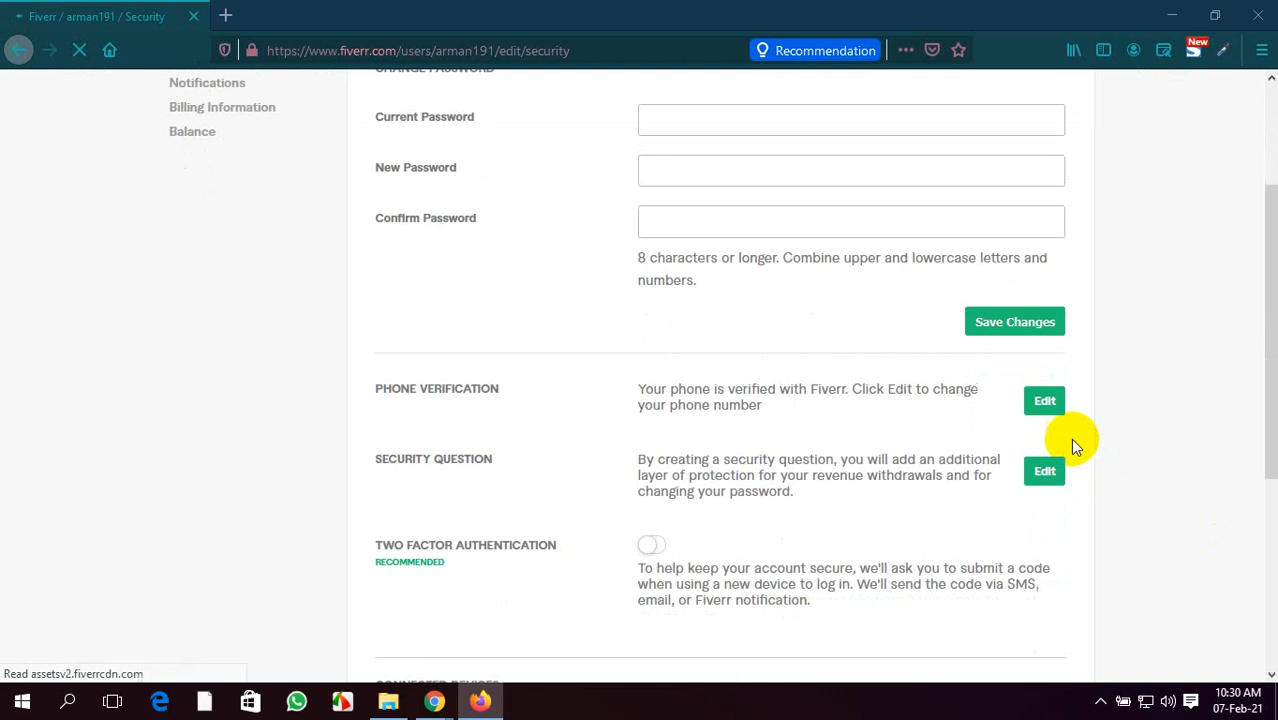 Fiverr / arman191 / Security
https://www.fiverr.com/users/arman191/edit/security
Recommendation
New
Notifications
Billing Information
Balance
CHANGE PASSWORD
Current Password
New Password
Confirm Password
8 characters or longer. Combine upper and lowercase letters and
numbers.
Save Changes
PHONE VERIFICATION
Your phone is verified with Fiverr. Click Edit to change
your phone number
Edit
SECURITY QUESTION
By creating a security question, you will add an additional
layer of protection for your revenue withdrawals and for
changing your password.
Edit
TWO FACTOR AUTHENTICATION
RECOMMENDED
To help keep your account secure, we'll ask you to submit a code
when using a new device to log in. We'll send the code via SMS,
email, or Fiverr notification.
CONNECTED DEVICES
Read assetsv2.fiverrcdn.com
10:30 AM
07-Feb-21